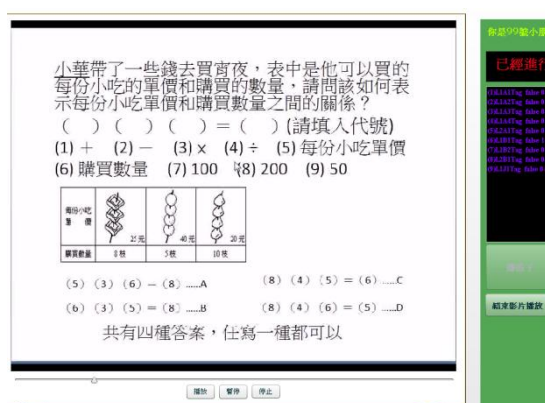 小華帶了一些錢去買宵夜，表中是他可以買的
每份小吃的單價和購買的數量，請問該如何表
示每份小吃單價和購買數量之間的關係？
（ ）（ ）（ ）＝（ ）(請填入代號)
(1)＋ (2)－ (3)× (4)÷ (5)每份小吃單價
(6)購買數量 (7)100 (8)200 (9)50
每份小吃
單 價
25元 40元 20元
購買數量 8枝 5枝 10枝
(5) (3) (6) = (8) ……A
(8) (4) (5) = (6) ……C
(6) (3) (5) = (8) ……B
(8) (4) (6) = (5) ……D
共有四種答案，任寫一種都可以
播放 暫停 停止
你是99號小朋
已經進行
結束影片播放